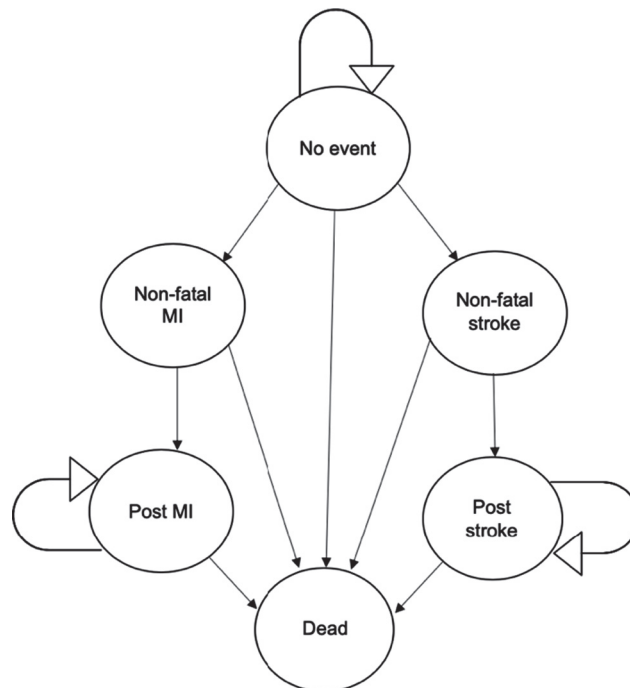 No event
Non-fatal
MI
Non-fatal
stroke
Post MI
Post
stroke
Dead